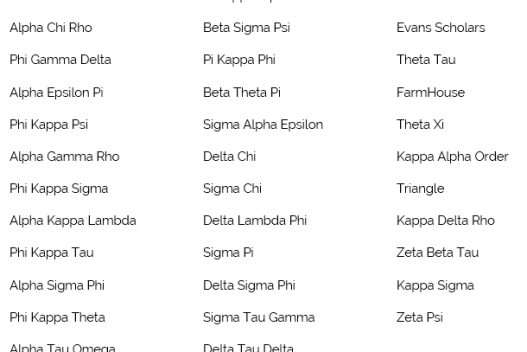 Alpha Chi Rho Beta Sigma Psi Evans Scholars
Phi Gamma Delta Pi Kappa Phi Theta Tau
Alpha Epsilon Pi Beta Theta Pi FarmHouse
Phi Kappa Psi Sigma Alpha Epsilon Theta Xi
Alpha Gamma Rho Delta Chi Kappa Alpha Order
Phi Kappa Sigma Sigma Chi Triangle
Alpha Kappa Lambda Delta Lambda Phi Kappa Delta Rho
Phi Kappa Tau Sigma Pi Zeta Beta Tau
Alpha Sigma Phi Delta Sigma Phi Kappa Sigma
Phi Kappa Theta Sigma Tau Gamma Zeta Psi
Alpha Tau Omega Delta Tau Delta